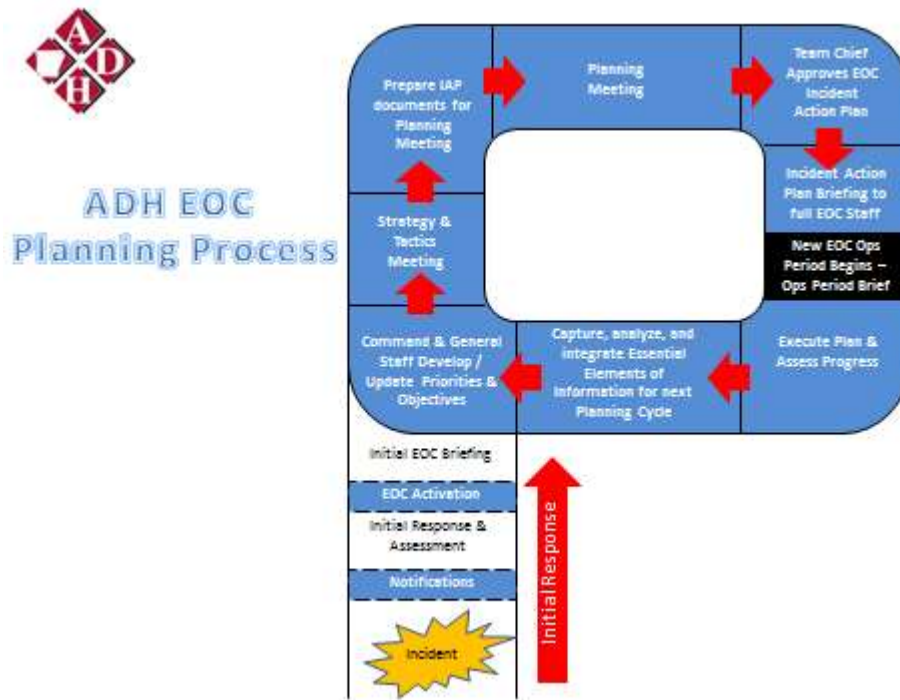 A
D
H
ADH EOC
Planning Process
Prepare IAP
documents for
Planning
Meeting
Planning
Meeting
Team Chief
Approves EOC
Incident
Action Plan
Incident Action
Plan Briefing to
full EOC Staff
New EOC Ops
Period Begins –
Ops Period Brief
Execute Plan &
Assess Progress
Capture, analyze, and
integrate Essential
Elements of
Information for next
Planning Cycle
Command & General
Staff Develop /
Update Priorities &
Objectives
Strategy &
Tactics
Meeting
Initial EOC Briefing
EOC Activation
Initial Response &
Assessment
Notifications
Incident
Initial Response